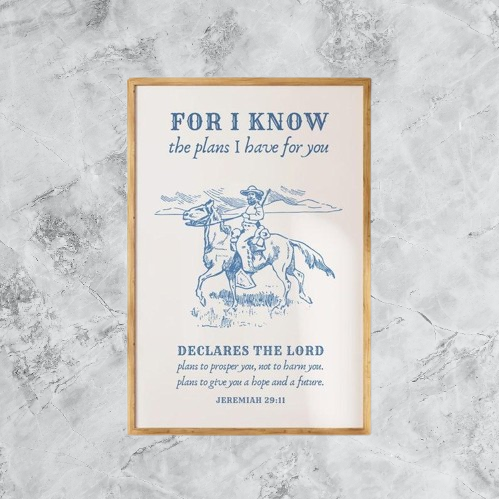 FOR I KNOW
the plans I have for you
DECLARES THE LORD
plans to prosper you, not to harm you.
plans to give you a hope and a future.
JEREMIAH 29:11